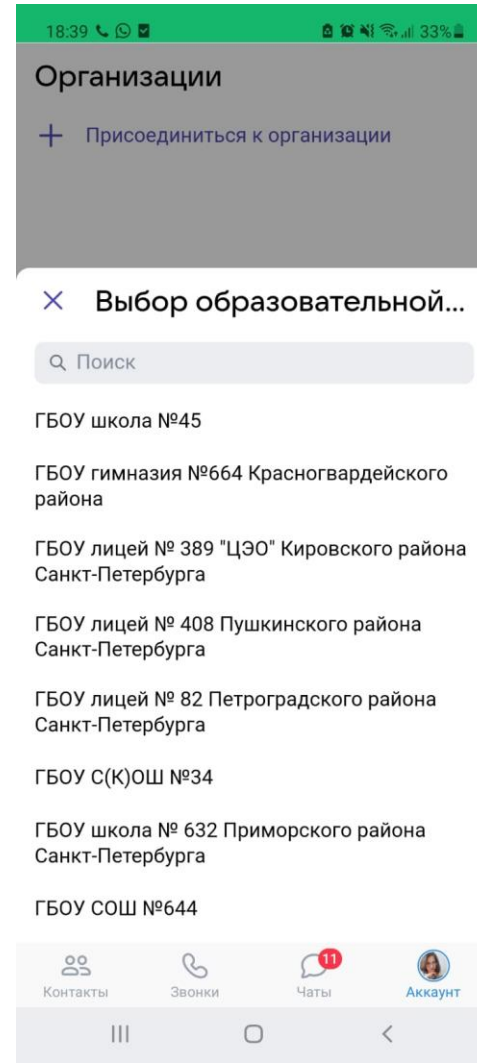 18:39
33%
Организации
+ Присоединиться к организации
Выбор образовательной...
Поиск
ГБОУ школа №45
ГБОУ гимназия №664 Красногвардейского
района
ГБОУ лицей № 389 "ЦЭО" Кировского района
Санкт-Петербурга
ГБОУ лицей № 408 Пушкинского района
Санкт-Петербурга
ГБОУ лицей № 82 Петроградского района
Санкт-Петербурга
ГБОУ С(К)ОШ №34
ГБОУ школа № 632 Приморского района
Санкт-Петербурга
ГБОУ СОШ №644
11
Контакты Звонки Чаты Аккаунт